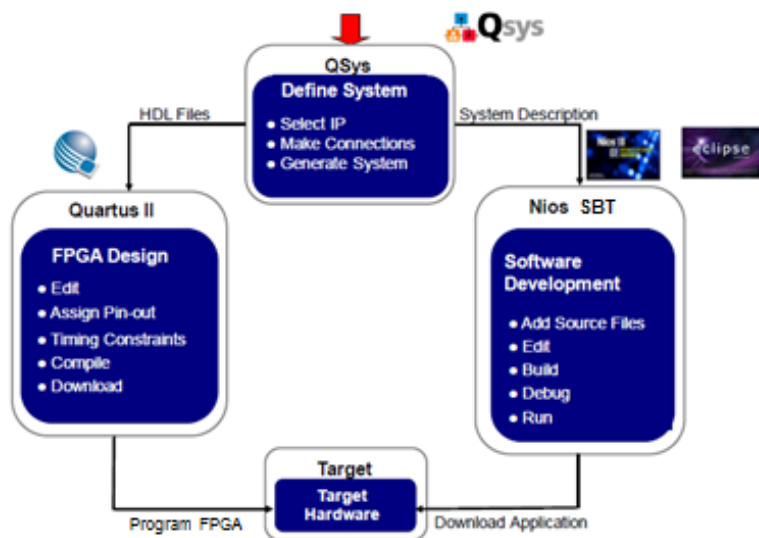 Qsys
QSys
Define System
● Select IP
● Make Connections
● Generate System
HDL Files
System Description
Nios II
eclipse
Quartus II
FPGA Design
● Edit
● Assign Pin-out
● Timing Constraints
● Compile
● Download
Nios SBT
Software
Development
● Add Source Files
● Edit
● Build
● Debug
● Run
Target
Target
Hardware
Program FPGA
Download Application